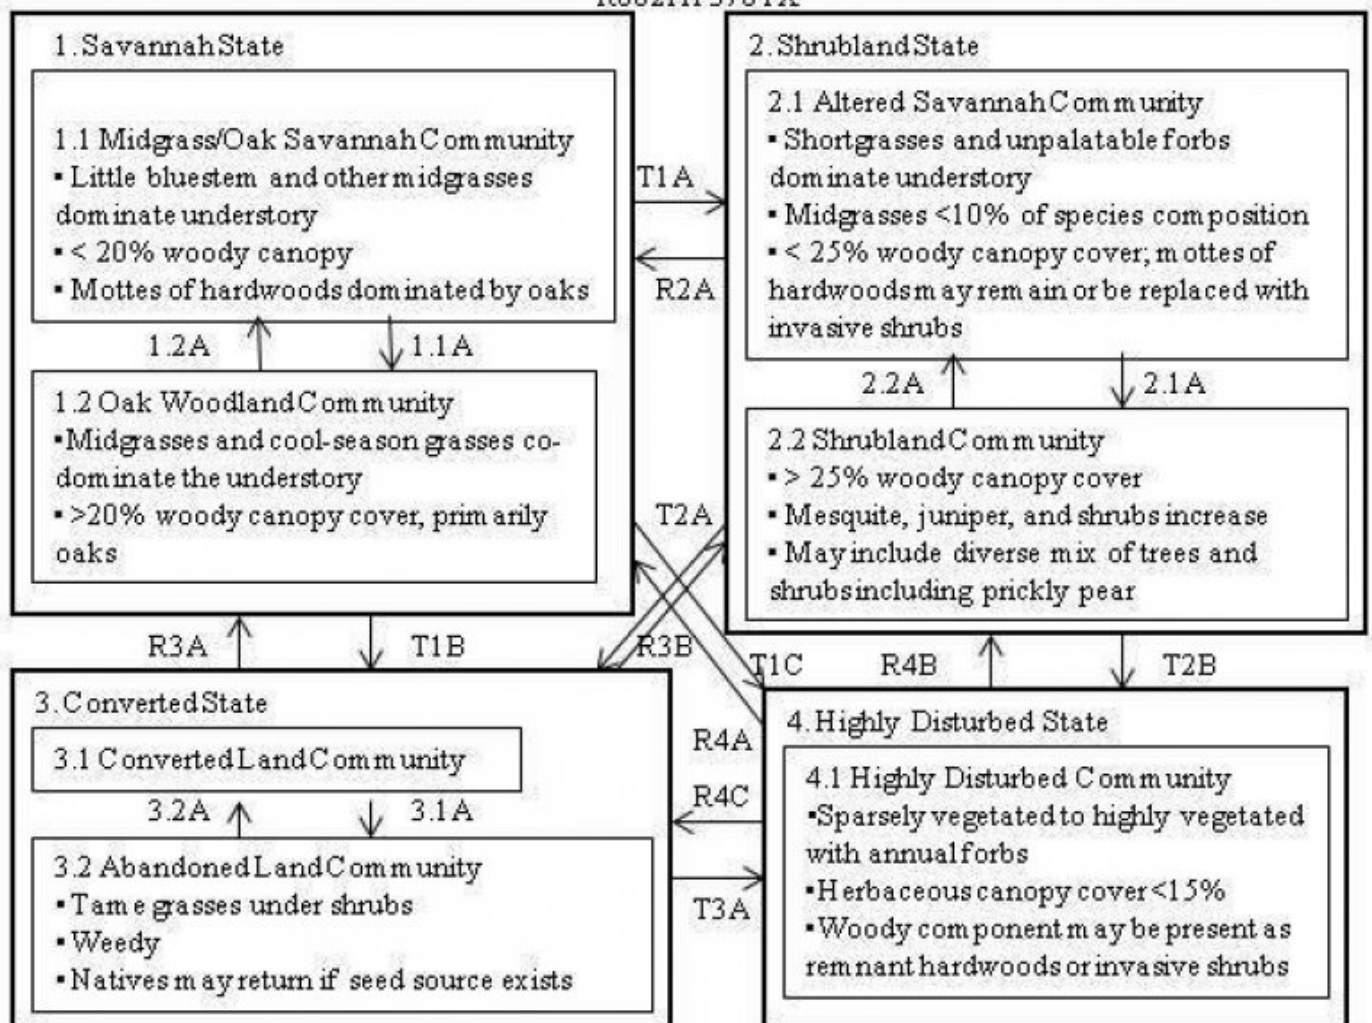 1. Savannah State
1.1 Midgrass/Oak Savannah Community
▪ Little bluestem and other midgrasses
dominate understory
▪ < 20% woody canopy
▪ Mottes of hardwoods dominated by oaks
1.2A
1.1A
1.2 Oak Woodland Community
▪Midgrasses and cool-season grasses co-
dominate the understory
▪ >20% woody canopy cover, primarily
oaks
T1A
R2A
2. Shrubland State
2.1 Altered Savannah Community
▪ Shortgrasses and unpalatable forbs
dominate understory
▪ Midgrasses <10% of species composition
▪ < 25% woody canopy cover; mottes of
hardwoods may remain or be replaced with
invasive shrubs
2.2A
2.1A
2.2 Shrubland Community
▪ > 25% woody canopy cover
▪ Mesquite, juniper, and shrubs increase
▪ May include diverse mix of trees and
shrubs including prickly pear
T2A
R3A
T1B
R3B
T1C
R4B
T2B
3. Converted State
3.1 Converted Land Community
3.2A
3.1A
3.2 Abandoned Land Community
▪ Tame grasses under shrubs
▪ Weedy
▪ Natives may return if seed source exists
R4A
R4C
T3A
4. Highly Disturbed State
4.1 Highly Disturbed Community
▪Sparsely vegetated to highly vegetated
with annual forbs
▪Herbaceous canopy cover <15%
▪Woody component may be present as
remnant hardwoods or invasive shrubs